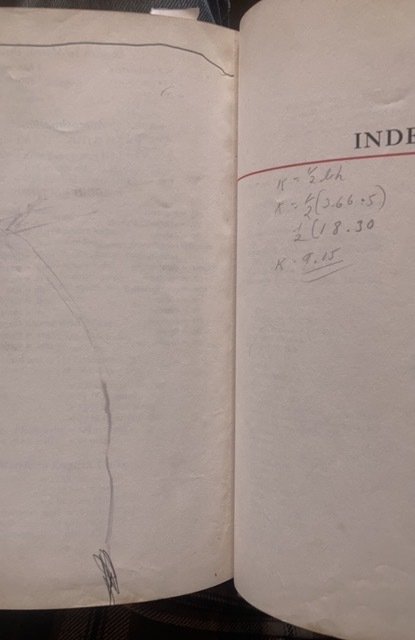 INDE
K = 1/2 bh
K = 1/2 (3.66 · 5)
1/2 (18.30
K = 9.15